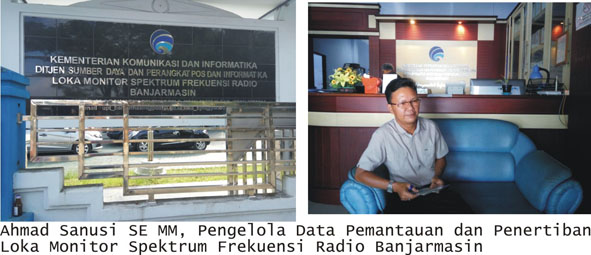 KEMENTERIAN KOMUNIKASI DAN INFORMATIKA
DITJEN SUMBER DAYA DAN PERANGKAT POS DAN INFORMATIKA
LOKA MONITOR SPEKTRUM FREKUENSI RADIO
BANJARMASIN
Ahmad Sanusi SE MM, Pengelola Data Pemantauan dan Penertiban
Loka Monitor Spektrum Frekuensi Radio Banjarmasin